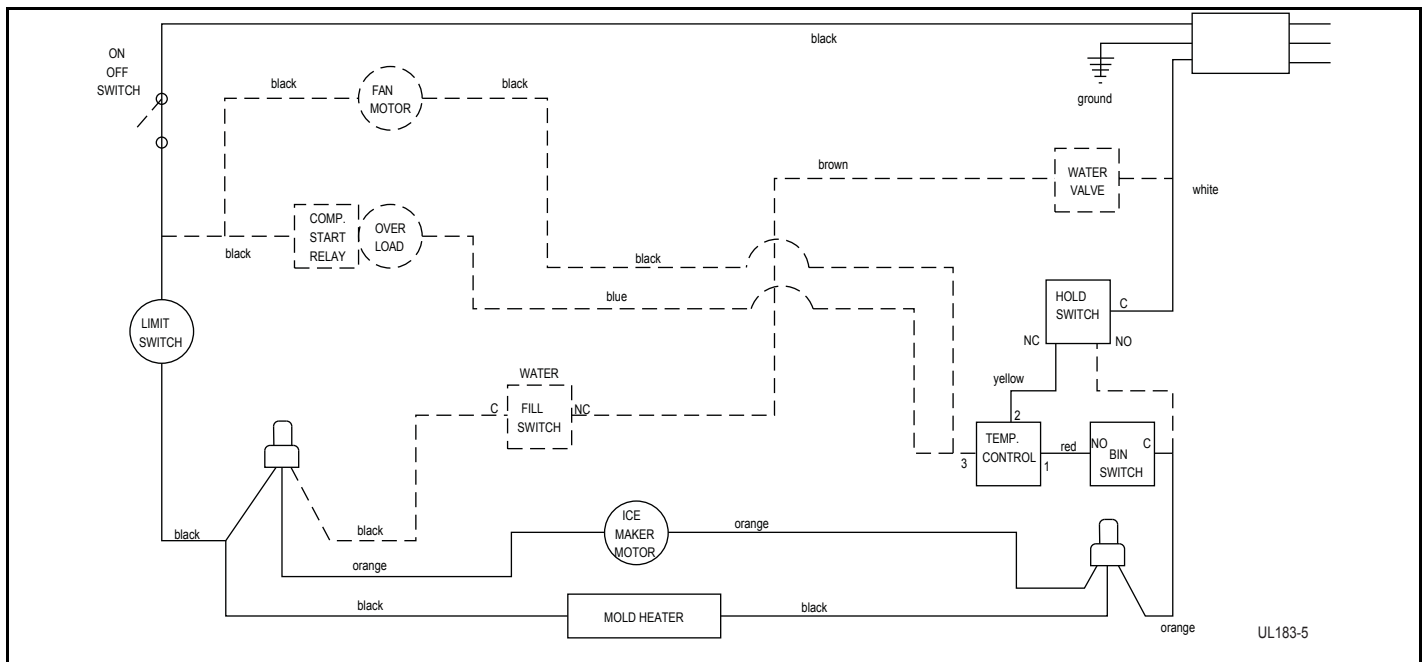 black
ON
OFF
SWITCH
black
FAN
MOTOR
black
ground
brown
WATER
VALVE
white
COMP.
START
RELAY
OVER
LOAD
black
black
blue
HOLD
SWITCH
C
NC
NO
LIMIT
SWITCH
WATER
C
FILL
SWITCH
NC
yellow
2
TEMP.
CONTROL
3
1
red
NO
C
BIN
SWITCH
black
black
ICE
MAKER
MOTOR
orange
orange
black
MOLD HEATER
black
orange
UL183-5